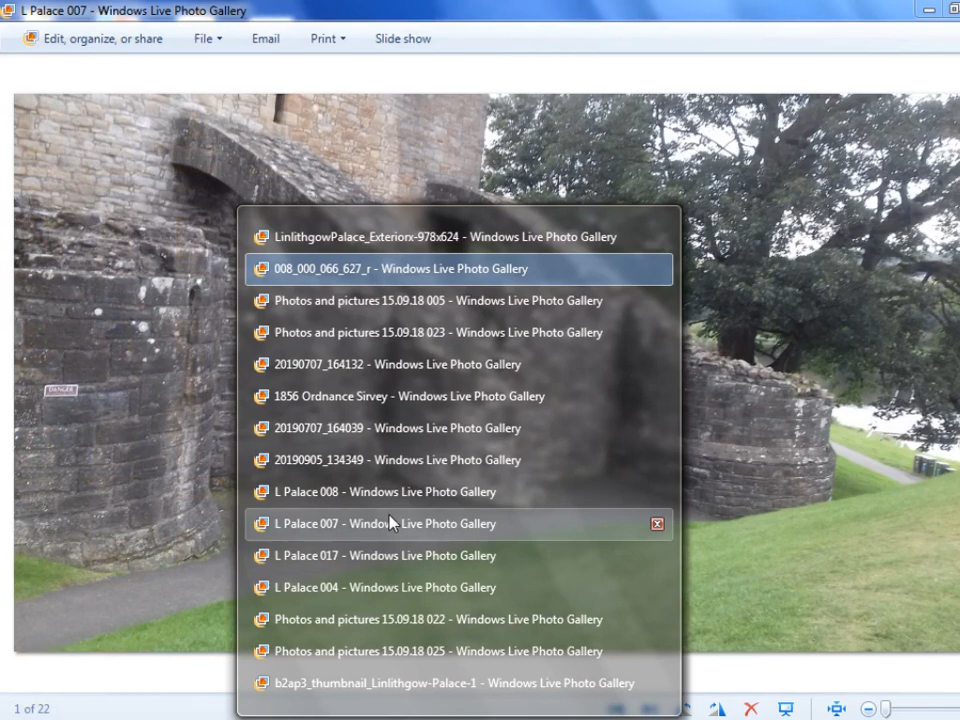 L Palace 007 - Windows Live Photo Gallery
Edit, organize, or share File Email Print Slide show
LinlithgowPalace_Exteriorx-978x624 - Windows Live Photo Gallery
008_000_066_627_r - Windows Live Photo Gallery
Photos and pictures 15.09.18 005 - Windows Live Photo Gallery
Photos and pictures 15.09.18 023 - Windows Live Photo Gallery
20190707_164132 - Windows Live Photo Gallery
1856 Ordnance Sirvey - Windows Live Photo Gallery
20190707_164039 - Windows Live Photo Gallery
20190905_134349 - Windows Live Photo Gallery
DANGER
L Palace 008 - Windows Live Photo Gallery
L Palace 007 - Windows Live Photo Gallery
L Palace 017 - Windows Live Photo Gallery
L Palace 004 - Windows Live Photo Gallery
Photos and pictures 15.09.18 022 - Windows Live Photo Gallery
Photos and pictures 15.09.18 025 - Windows Live Photo Gallery
b2ap3_thumbnail_Linlithgow-Palace-1 - Windows Live Photo Gallery
1 of 22